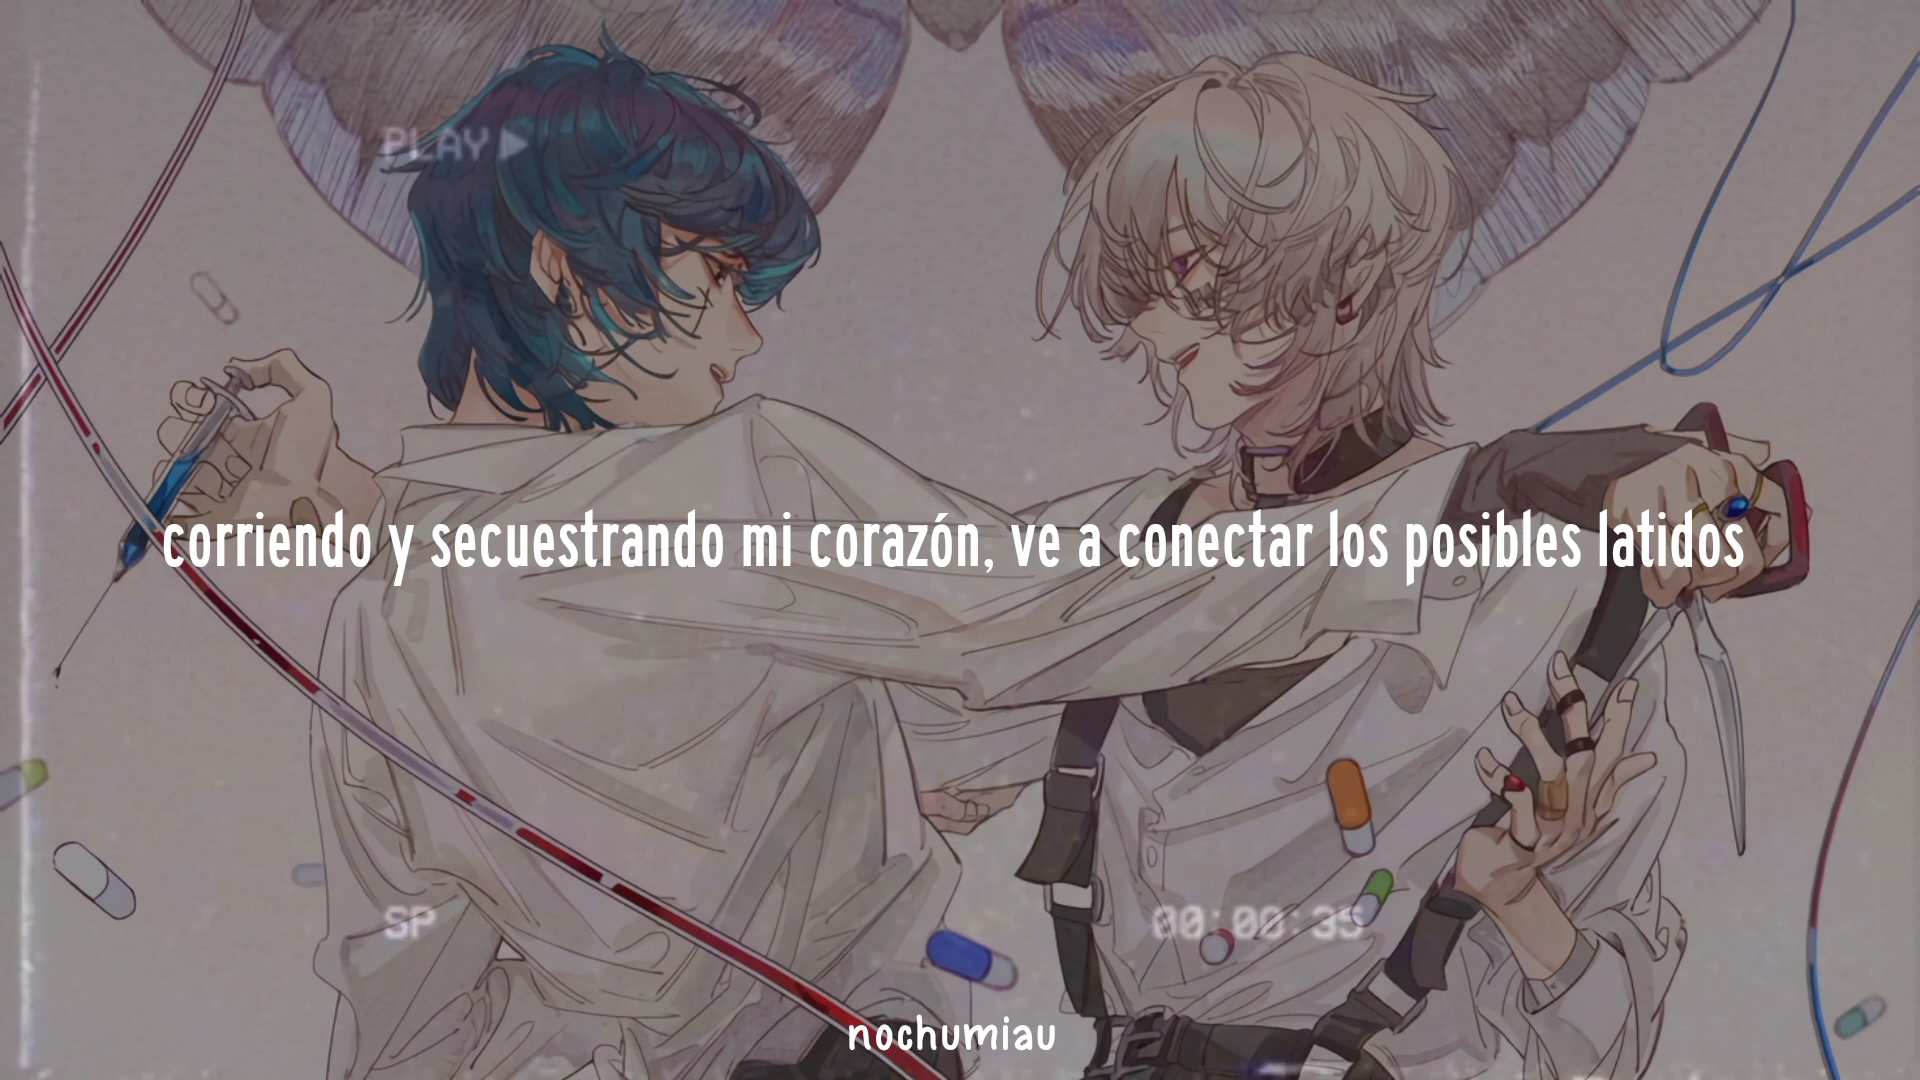 PLAY
corriendo y secuestrando mi corazón, ve a conectar los posibles latidos
SP
00:00:35
nochumiau